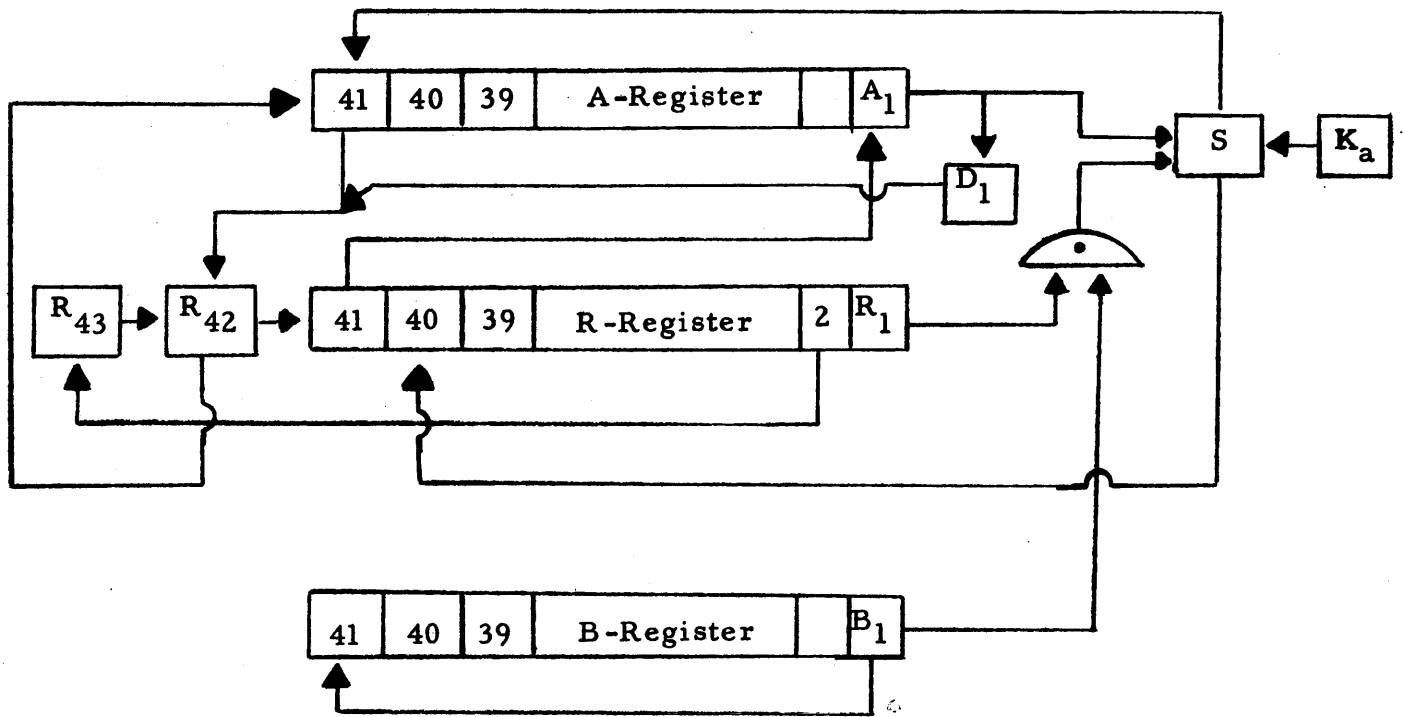 41 40 39 A-Register A1
S
Ka
D1
R43
R42
41 40 39 R-Register 2 R1
41 40 39 B-Register B1